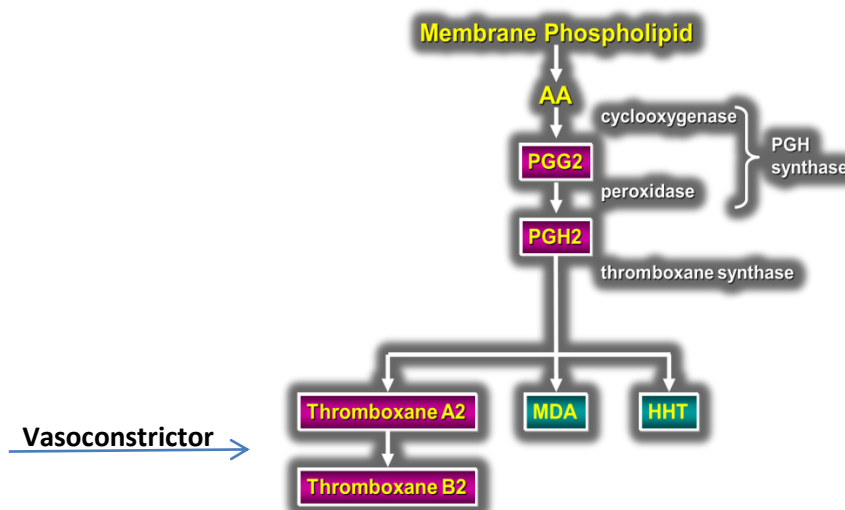 Membrane Phospholipid
AA
cyclooxygenase
PGG2
PGH
synthase
peroxidase
PGH2
thromboxane synthase
Thromboxane A2
MDA
HHT
Vasoconstrictor
Thromboxane B2